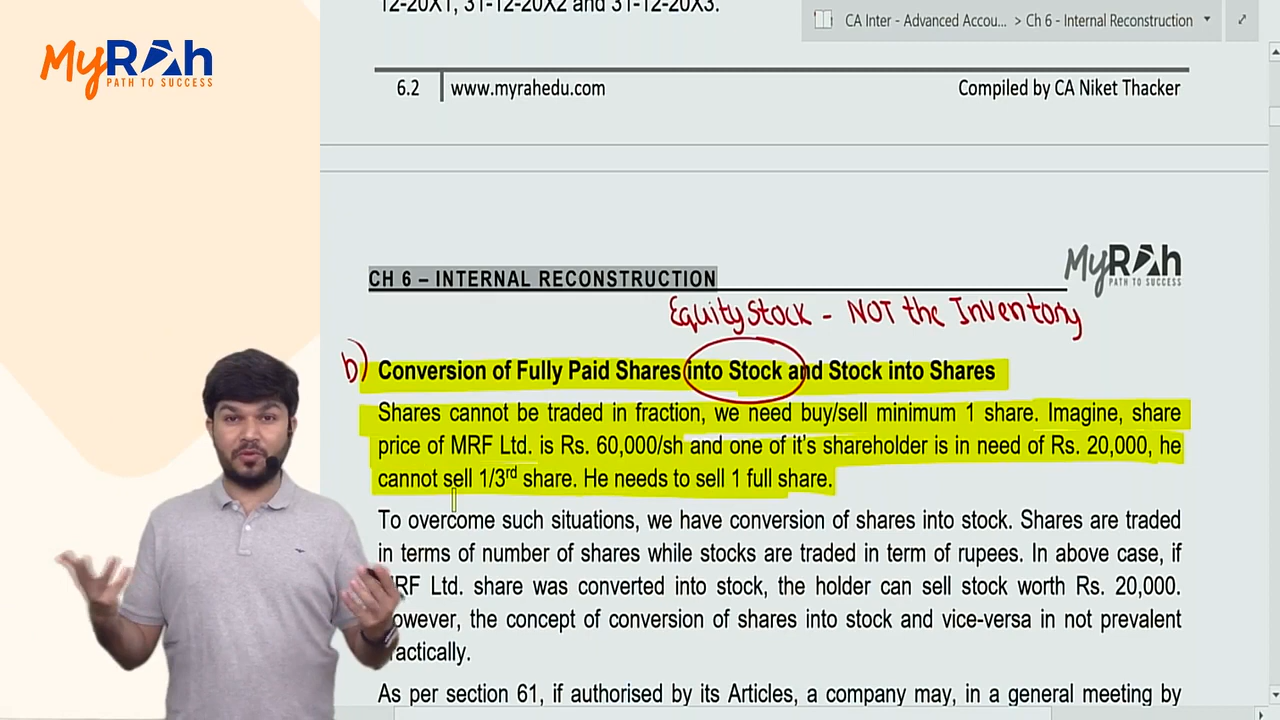 12-20X1, 31-12-20X2 and 31-12-20X3.
CA Inter - Advanced Accou... > Ch 6 - Internal Reconstruction
MyRAh
PATH TO SUCCESS
6.2 www.myrahedu.com Compiled by CA Niket Thacker
MyRAh
PATH TO SUCCESS
CH 6 – INTERNAL RECONSTRUCTION
Equity Stock - NOT the Inventory
b) Conversion of Fully Paid Shares into Stock and Stock into Shares
Shares cannot be traded in fraction, we need buy/sell minimum 1 share. Imagine, share
price of MRF Ltd. is Rs. 60,000/sh and one of it's shareholder is in need of Rs. 20,000, he
cannot sell 1/3rd share. He needs to sell 1 full share.
To overcome such situations, we have conversion of shares into stock. Shares are traded
in terms of number of shares while stocks are traded in term of rupees. In above case, if
RF Ltd. share was converted into stock, the holder can sell stock worth Rs. 20,000.
owever, the concept of conversion of shares into stock and vice-versa in not prevalent
ractically.
As per section 61, if authorised by its Articles, a company may, in a general meeting by